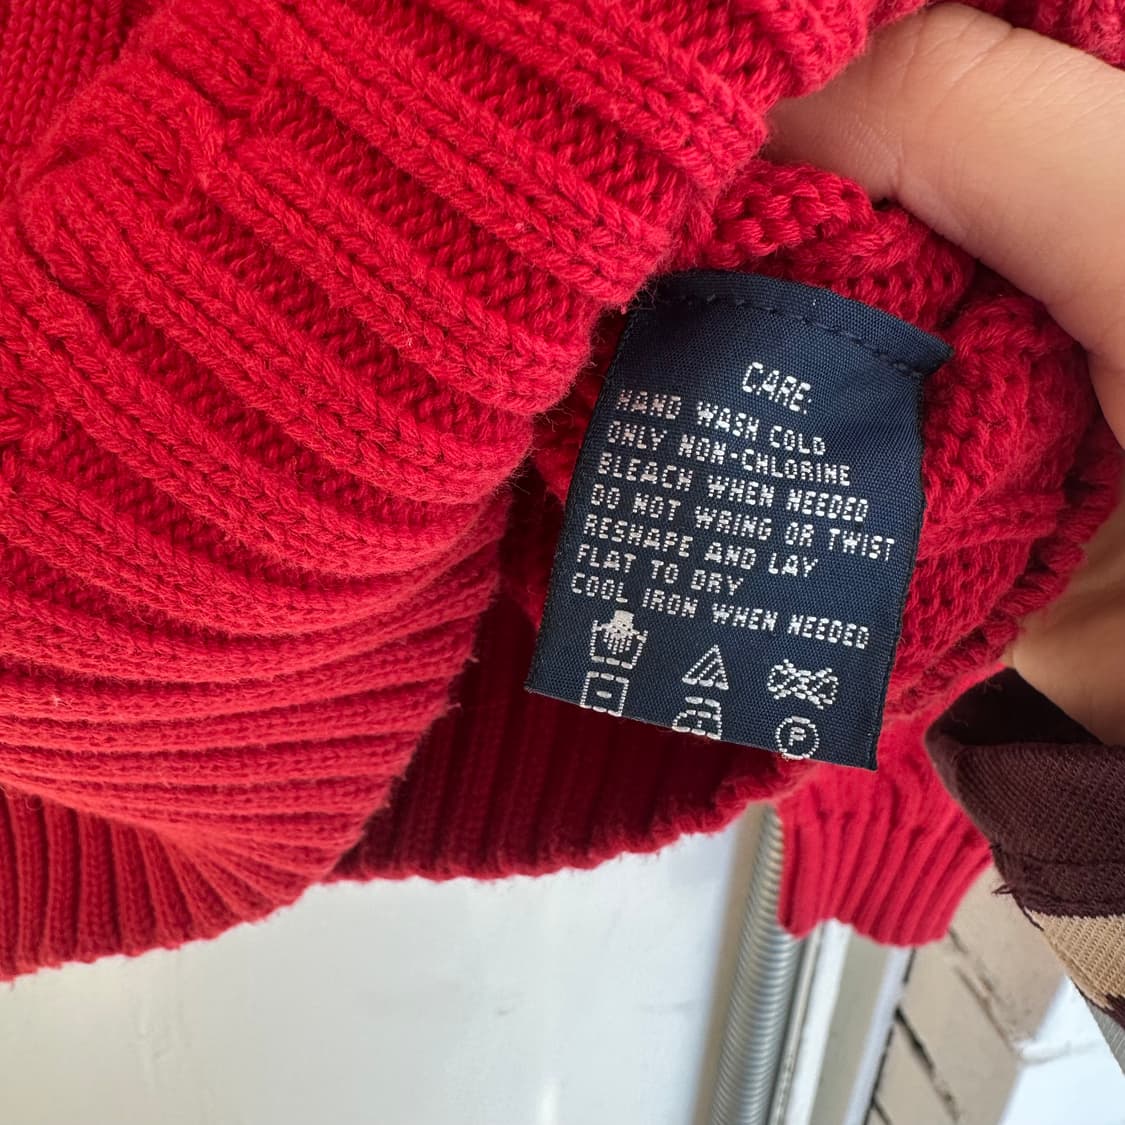 CARE:
HAND WASH COLD
ONLY NON-CHLORINE
BLEACH WHEN NEEDED
DO NOT WRING OR TWIST
RESHAPE AND LAY
FLAT TO DRY
COOL IRON WHEN NEEDED
P